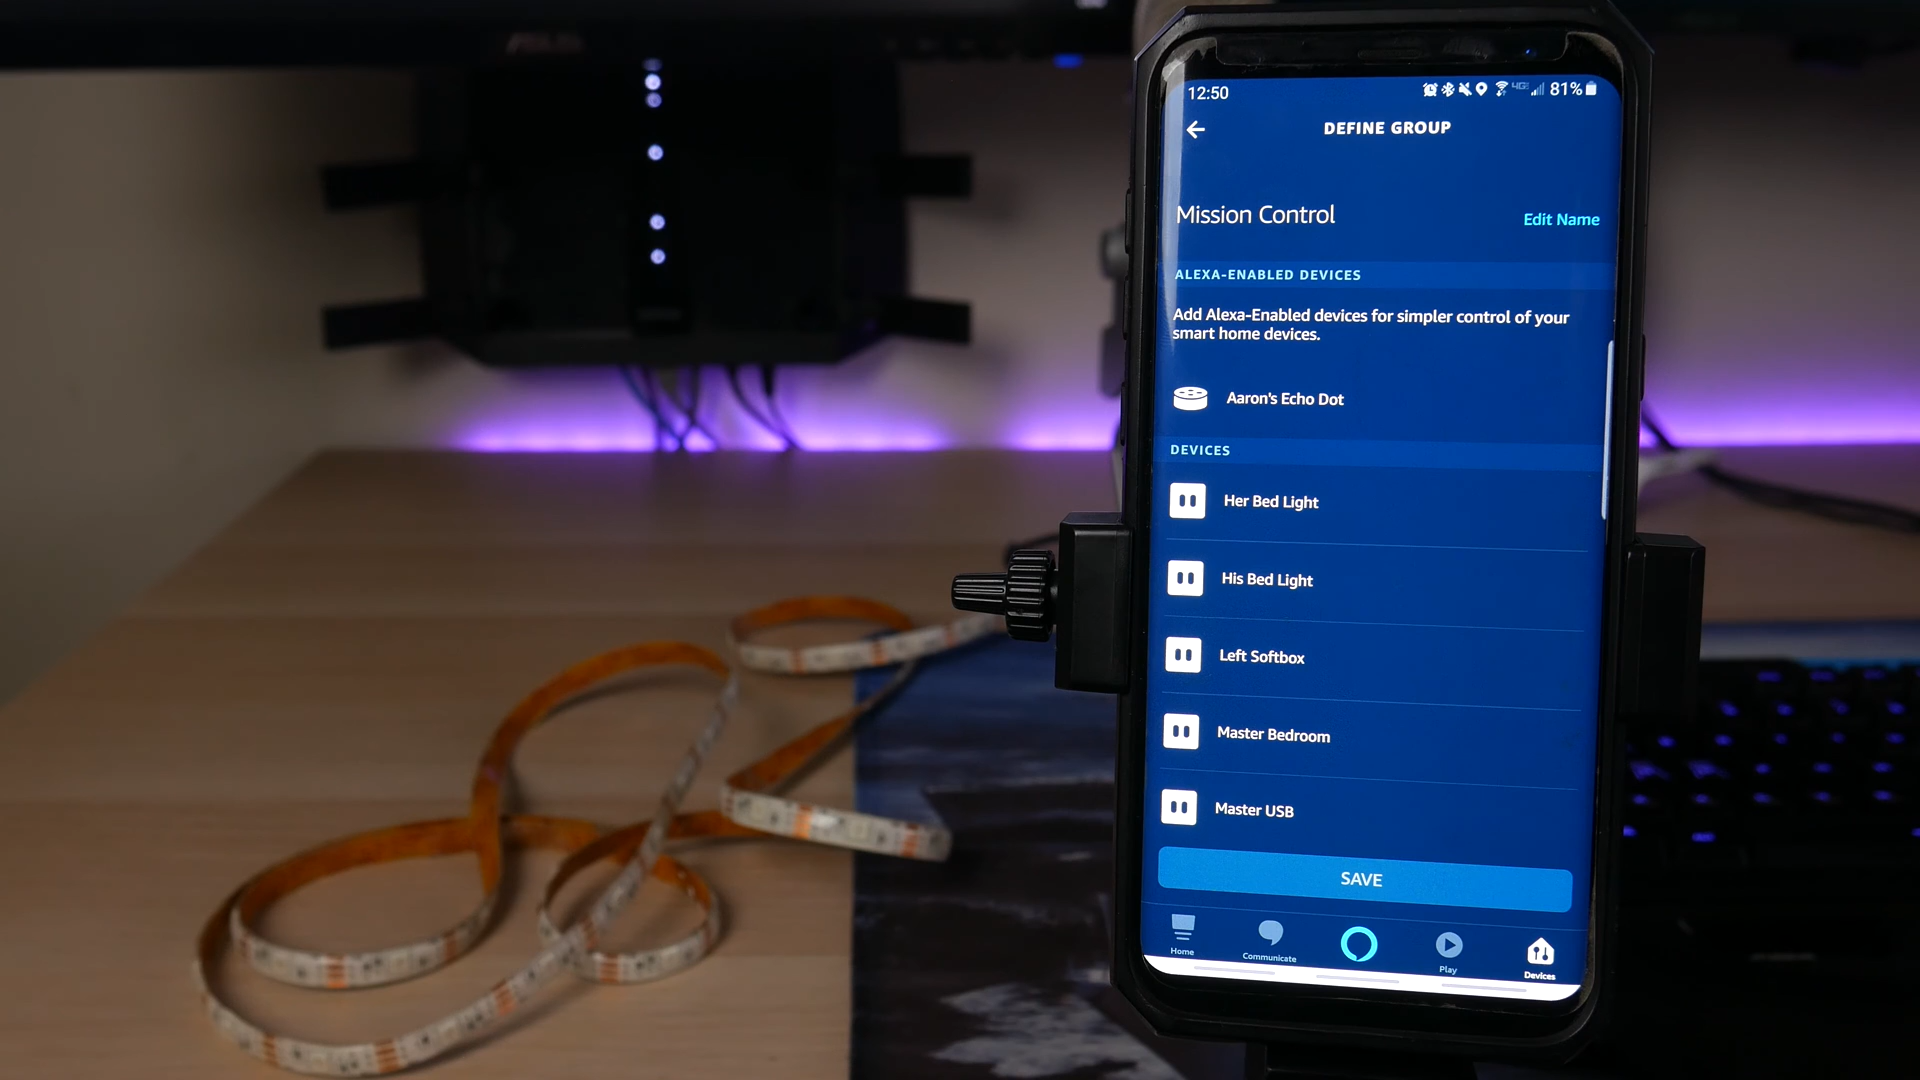 ASUS
12:50
4G
81%
DEFINE GROUP
Mission Control
Edit Name
ALEXA-ENABLED DEVICES
Add Alexa-Enabled devices for simpler control of your
smart home devices.
Aaron's Echo Dot
DEVICES
Her Bed Light
His Bed Light
Left Softbox
Master Bedroom
Master USB
SAVE
Home
Communicate
Play
Devices